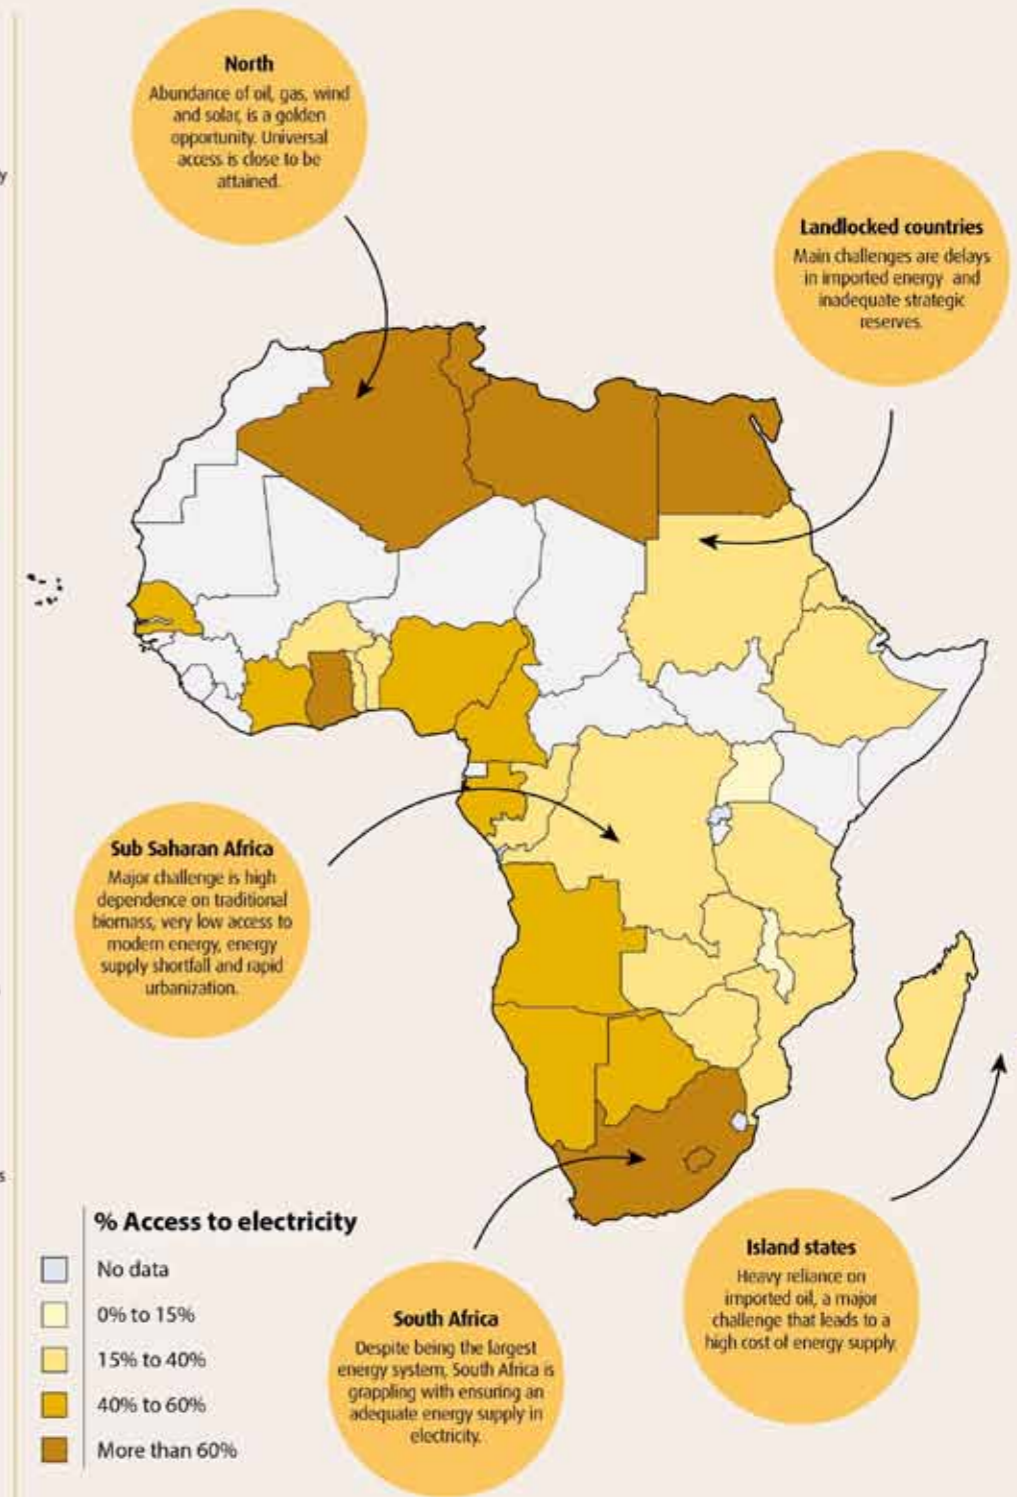 North
Abundance of oil, gas, wind
and solar, is a golden
opportunity. Universal
access is close to be
attained.
y
Landlocked countries
Main challenges are delays
in imported energy and
inadequate strategic
reserves.
Sub Saharan Africa
Major challenge is high
dependence on traditional
biomass, very low access to
modern energy, energy
supply shortfall and rapid
urbanization.
s
% Access to electricity
No data
0% to 15%
15% to 40%
40% to 60%
More than 60%
South Africa
Despite being the largest
energy system, South Africa is
grappling with ensuring an
adequate energy supply in
electricity.
Island states
Heavy reliance on
imported oil, a major
challenge that leads to a
high cost of energy supply.